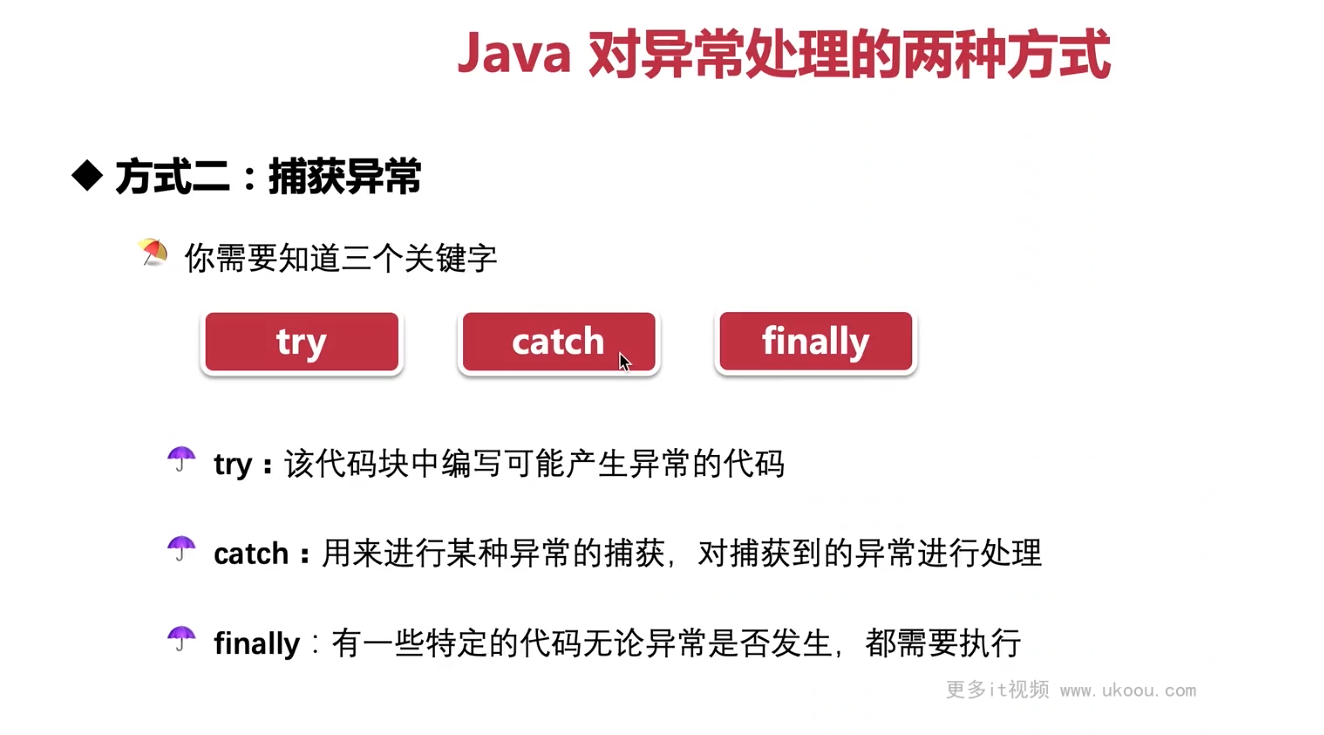 Java 对异常处理的两种方式
方式二：捕获异常
你需要知道三个关键字
try catch finally
try：该代码块中编写可能产生异常的代码
catch：用来进行某种异常的捕获，对捕获到的异常进行处理
finally：有一些特定的代码无论异常是否发生，都需要执行
更多it视频 www.ukoou.com